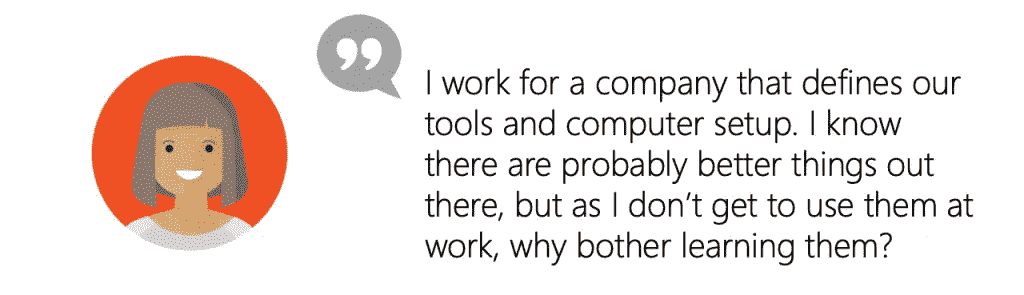 I work for a company that defines our
tools and computer setup. I know
there are probably better things out
there, but as I don’t get to use them at
work, why bother learning them?